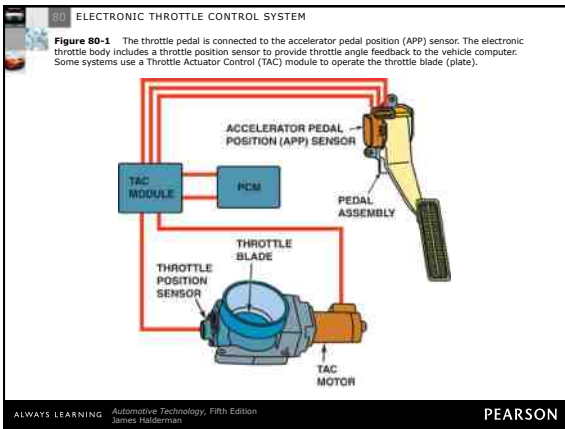 80 ELECTRONIC THROTTLE CONTROL SYSTEM
Figure 80-1 The throttle pedal is connected to the accelerator pedal position (APP) sensor. The electronic
throttle body includes a throttle position sensor to provide throttle angle feedback to the vehicle computer.
Some systems use a Throttle Actuator Control (TAC) module to operate the throttle blade (plate).
ACCELERATOR PEDAL
POSITION (APP) SENSOR
TAC
MODULE
PCM
PEDAL
ASSEMBLY
THROTTLE
BLADE
THROTTLE
POSITION
SENSOR
TAC
MOTOR
ALWAYS LEARNING
Automotive Technology, Fifth Edition
James Halderman
PEARSON